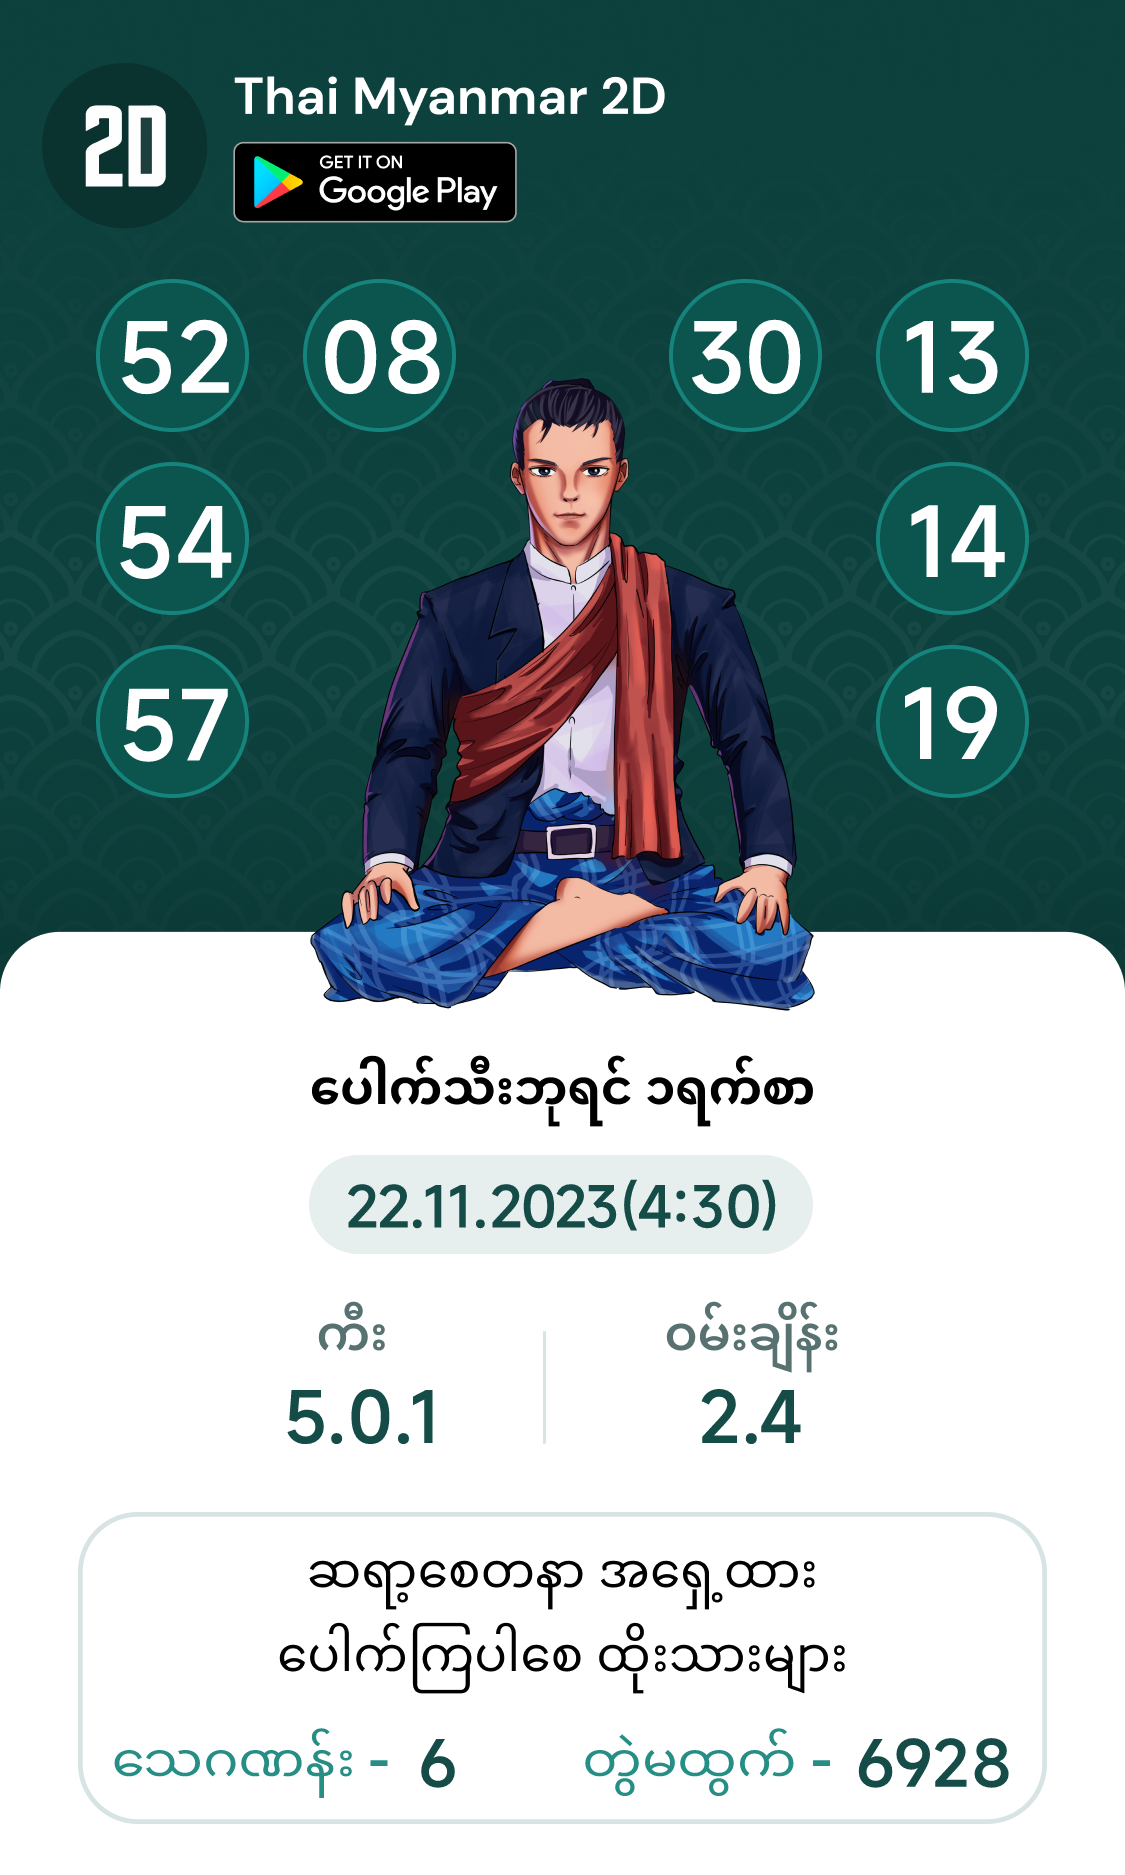 2D
Thai Myanmar 2D
GET IT ON
Google Play
52 08 30 13
54 14
57 19
ပေါက်သီးဘုရင် ၁ရက်စာ
22.11.2023(4:30)
ကီး ဝမ်းချိန်း
5.0.1 2.4
ဆရာ့စေတနာ အရှေ့ထား
ပေါက်ကြပါစေ ထိုးသားများ
သေဂဏန်း - 6 တွဲမထွက် - 6928